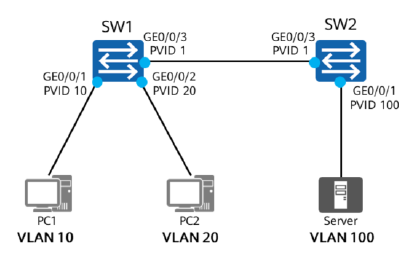 SW1
SW2
GE0/0/3
PVID 1
GE0/0/3
PVID 1
GE0/0/1
PVID 10
GE0/0/2
PVID 20
GE0/0/1
PVID 100
PC1
VLAN 10
PC2
VLAN 20
Server
VLAN 100